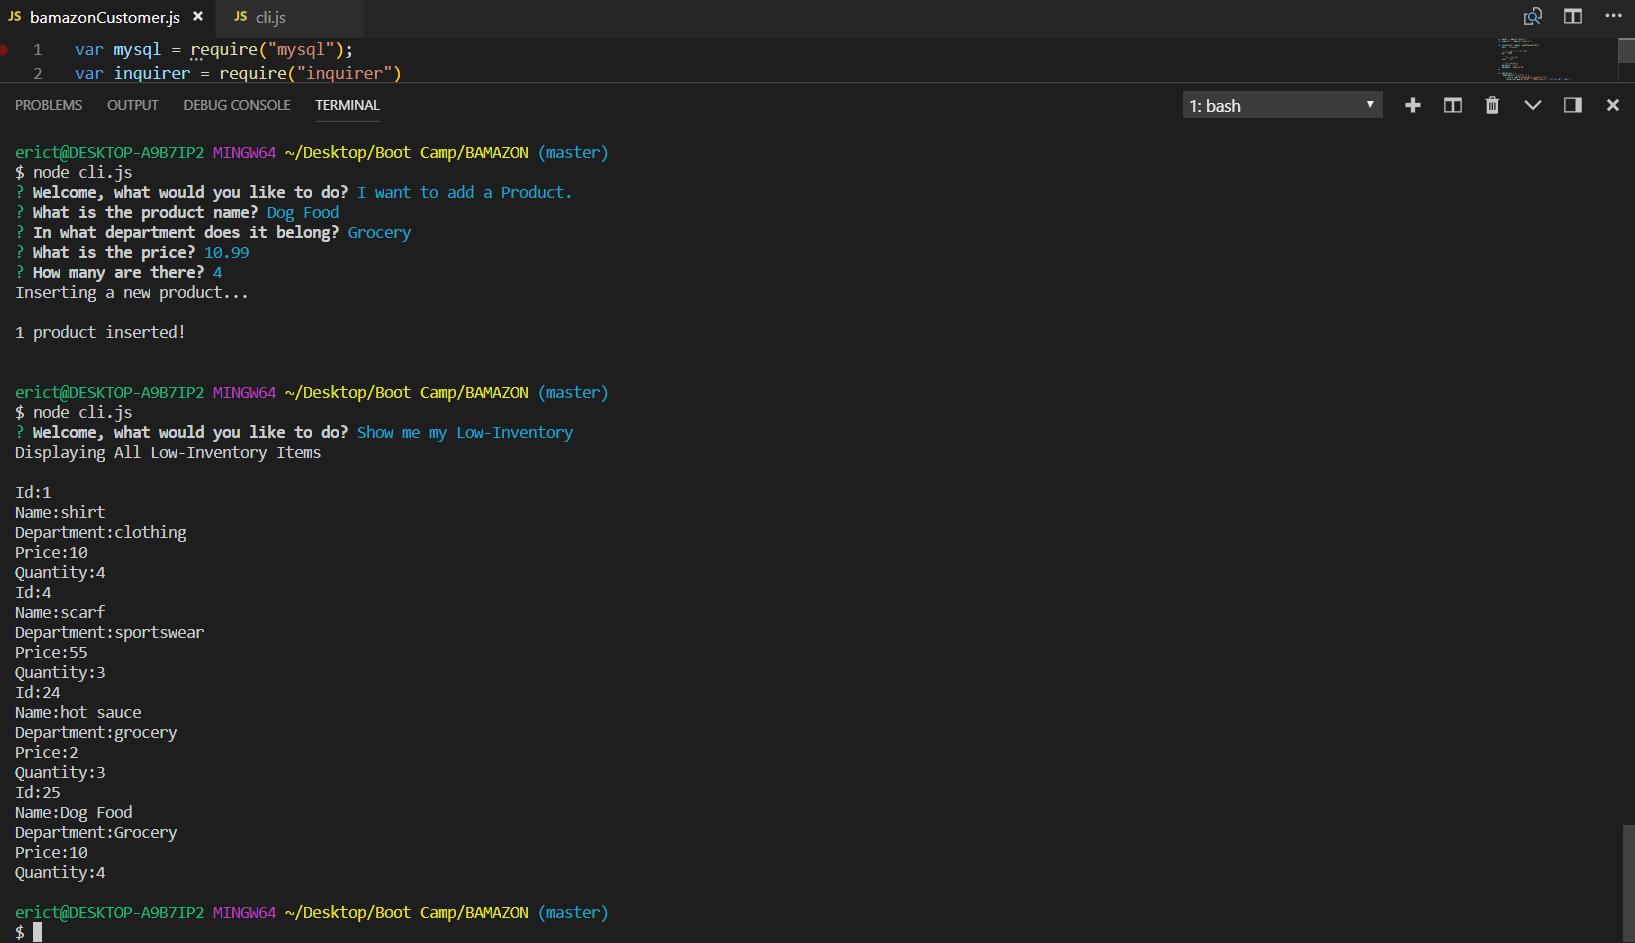 JS bamazonCustomer.js × JS cli.js
1 var mysql = require("mysql");
2 var inquirer = require("inquirer")
PROBLEMS OUTPUT DEBUG CONSOLE TERMINAL 1: bash
erict@DESKTOP-A9B7IP2 MINGW64 ~/Desktop/Boot Camp/BAMAZON (master)
$ node cli.js
? Welcome, what would you like to do? I want to add a Product.
? What is the product name? Dog Food
? In what department does it belong? Grocery
? What is the price? 10.99
? How many are there? 4
Inserting a new product...
1 product inserted!
erict@DESKTOP-A9B7IP2 MINGW64 ~/Desktop/Boot Camp/BAMAZON (master)
$ node cli.js
? Welcome, what would you like to do? Show me my Low-Inventory
Displaying All Low-Inventory Items
Id:1
Name:shirt
Department:clothing
Price:10
Quantity:4
Id:4
Name:scarf
Department:sportswear
Price:55
Quantity:3
Id:24
Name:hot sauce
Department:grocery
Price:2
Quantity:3
Id:25
Name:Dog Food
Department:Grocery
Price:10
Quantity:4
erict@DESKTOP-A9B7IP2 MINGW64 ~/Desktop/Boot Camp/BAMAZON (master)
$